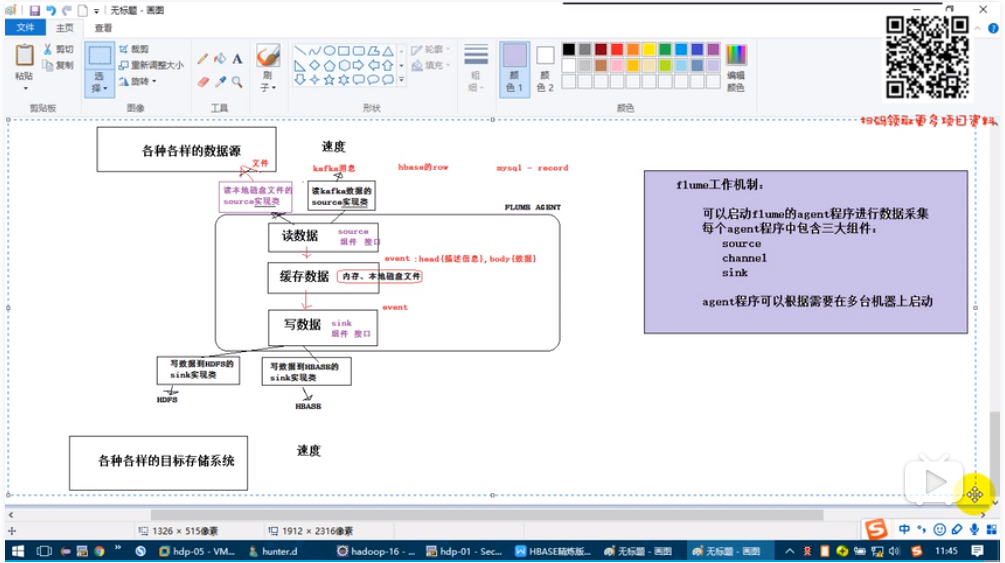 无标题 - 画图
文件
主页
查看
粘贴
剪切
复制
剪贴板
选择
裁剪
重新调整大小
旋转
图像
工具
A
刷子
形状
轮廓
填充
粗细
颜色 1
颜色 2
颜色
编辑颜色
扫码领取更多项目资料
各种各样的数据源
速度
文件
kafka消息
hbase的row
mysql - record
读本地磁盘文件的
source实现类
读kafka数据的
source实现类
FLUME AGENT
读数据
source
组件 接口
event :head{描述信息},body{数据}
缓存数据
内存、本地磁盘文件
event
写数据
sink
组件 接口
写数据到HDFS的
sink实现类
写数据到HBASE的
sink实现类
HDFS
HBASE
各种各样的目标存储系统
速度
flume工作机制：
可以启动flume的agent程序进行数据采集
每个agent程序中包含三大组件：
source
channel
sink
agent程序可以根据需要在多台机器上启动
1326 × 515像素
1912 × 2316像素
中
hdp-05 - VM...
hunter.d
hadoop-16 - ...
hdp-01 - Sec...
HBASE精炼版...
无标题 - 画图
无标题 - 画图
11:45